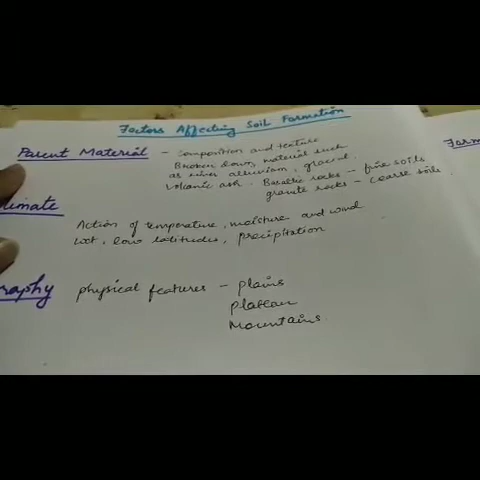 Factors Affecting Soil Formation
Parent Material - composition and texture
Broken down material such
as river alluvium, glacial,
volcanic ash. Basaltic rocks - fine soils
granite rocks - coarse soils
limate
Action of temperature, moisture and wind
low latitudes, precipitation
raphy physical features - plains
plateau
Mountains
Form